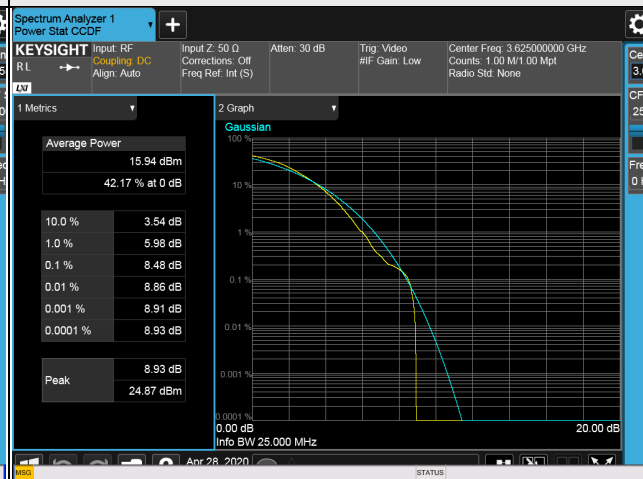 Spectrum Analyzer 1
Power Stat CCDF
KEYSIGHT
RL
LXI
Input: RF
Coupling: DC
Align: Auto
Input Z: 50 Ω
Corrections: Off
Freq Ref: Int (S)
Atten: 30 dB
Trig: Video
#IF Gain: Low
Center Freq: 3.625000000 GHz
Counts: 1.00 M/1.00 Mpt
Radio Std: None
1 Metrics
Average Power
15.94 dBm
42.17 % at 0 dB
10.0 % 3.54 dB
1.0 % 5.98 dB
0.1 % 8.48 dB
0.01 % 8.86 dB
0.001 % 8.91 dB
0.0001 % 8.93 dB
Peak
8.93 dB
24.87 dBm
2 Graph
Gaussian
100 %
10 %
1 %
0.1 %
0.01 %
0.001 %
0.0001 %
0.00 dB 20.00 dB
Info BW 25.000 MHz
Apr 28, 2020
MSG STATUS